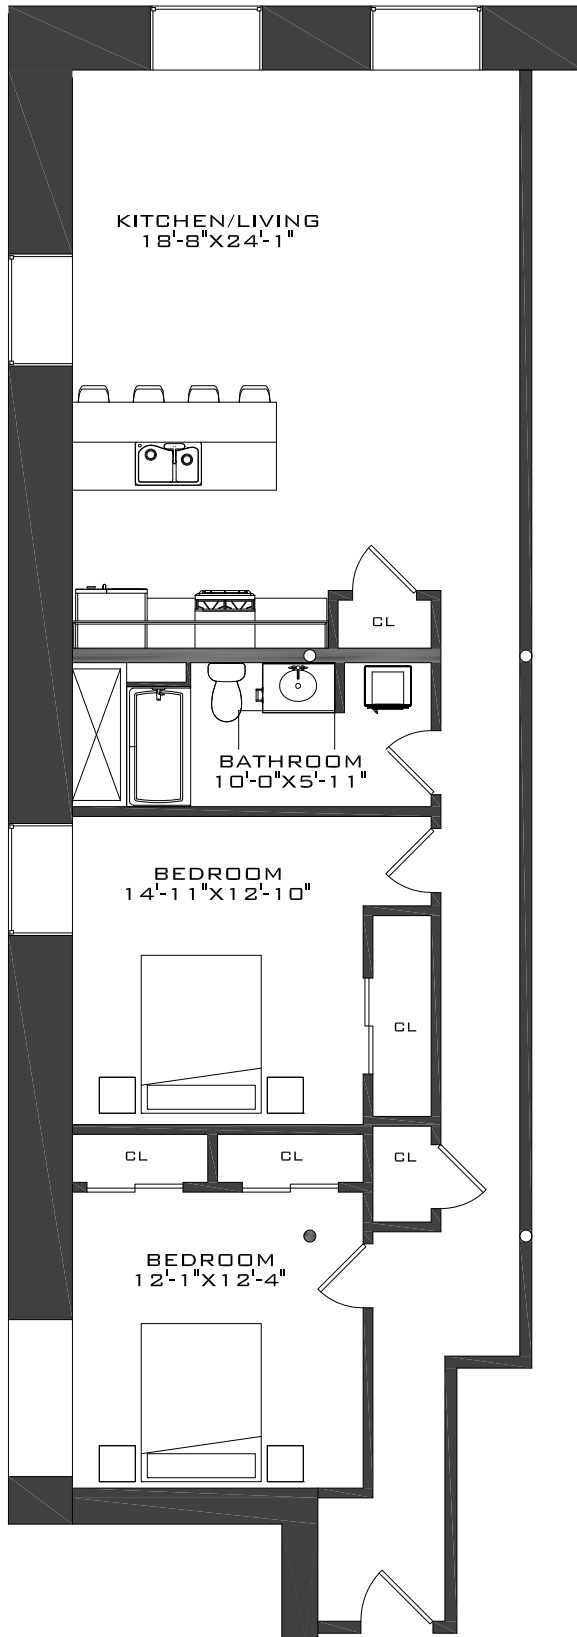 KITCHEN/LIVING
18'-8"X24'-1"
CL
BATHROOM
10'-0"X5'-11"
BEDROOM
14'-11"X12'-10"
CL
CL
CL
CL
BEDROOM
12'-1"X12'-4"